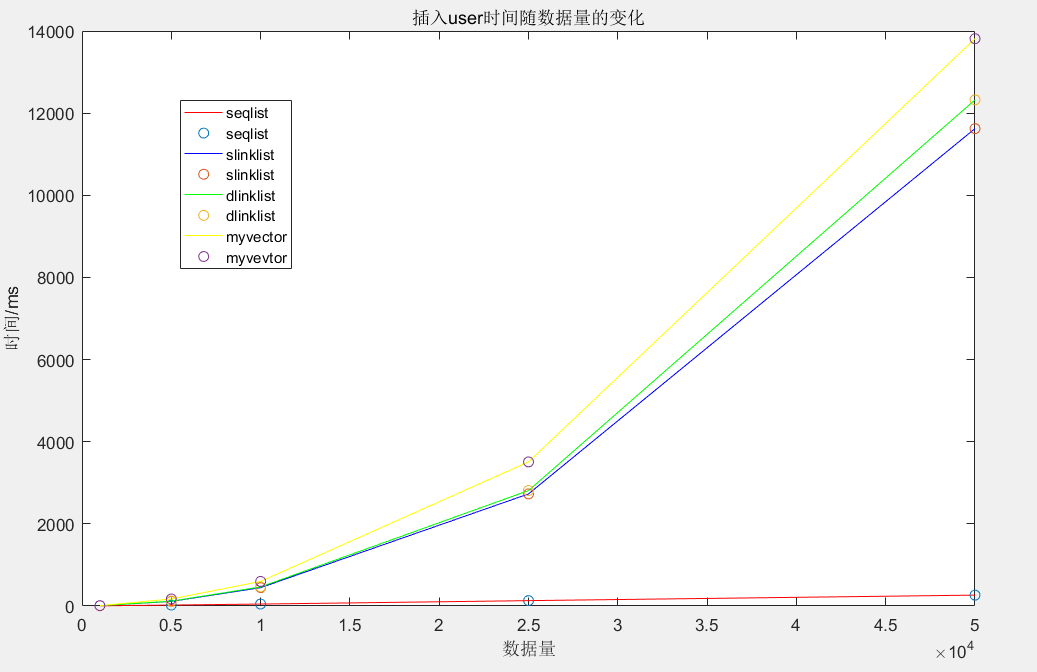 插入user时间随数据量的变化
14000
12000
10000
8000
6000
4000
2000
0
时间/ms
seqlist
seqlist
slinklist
slinklist
dlinklist
dlinklist
myvector
myvevtor
0 0.5 1 1.5 2 2.5 3 3.5 4 4.5 5
×10⁴
数据量